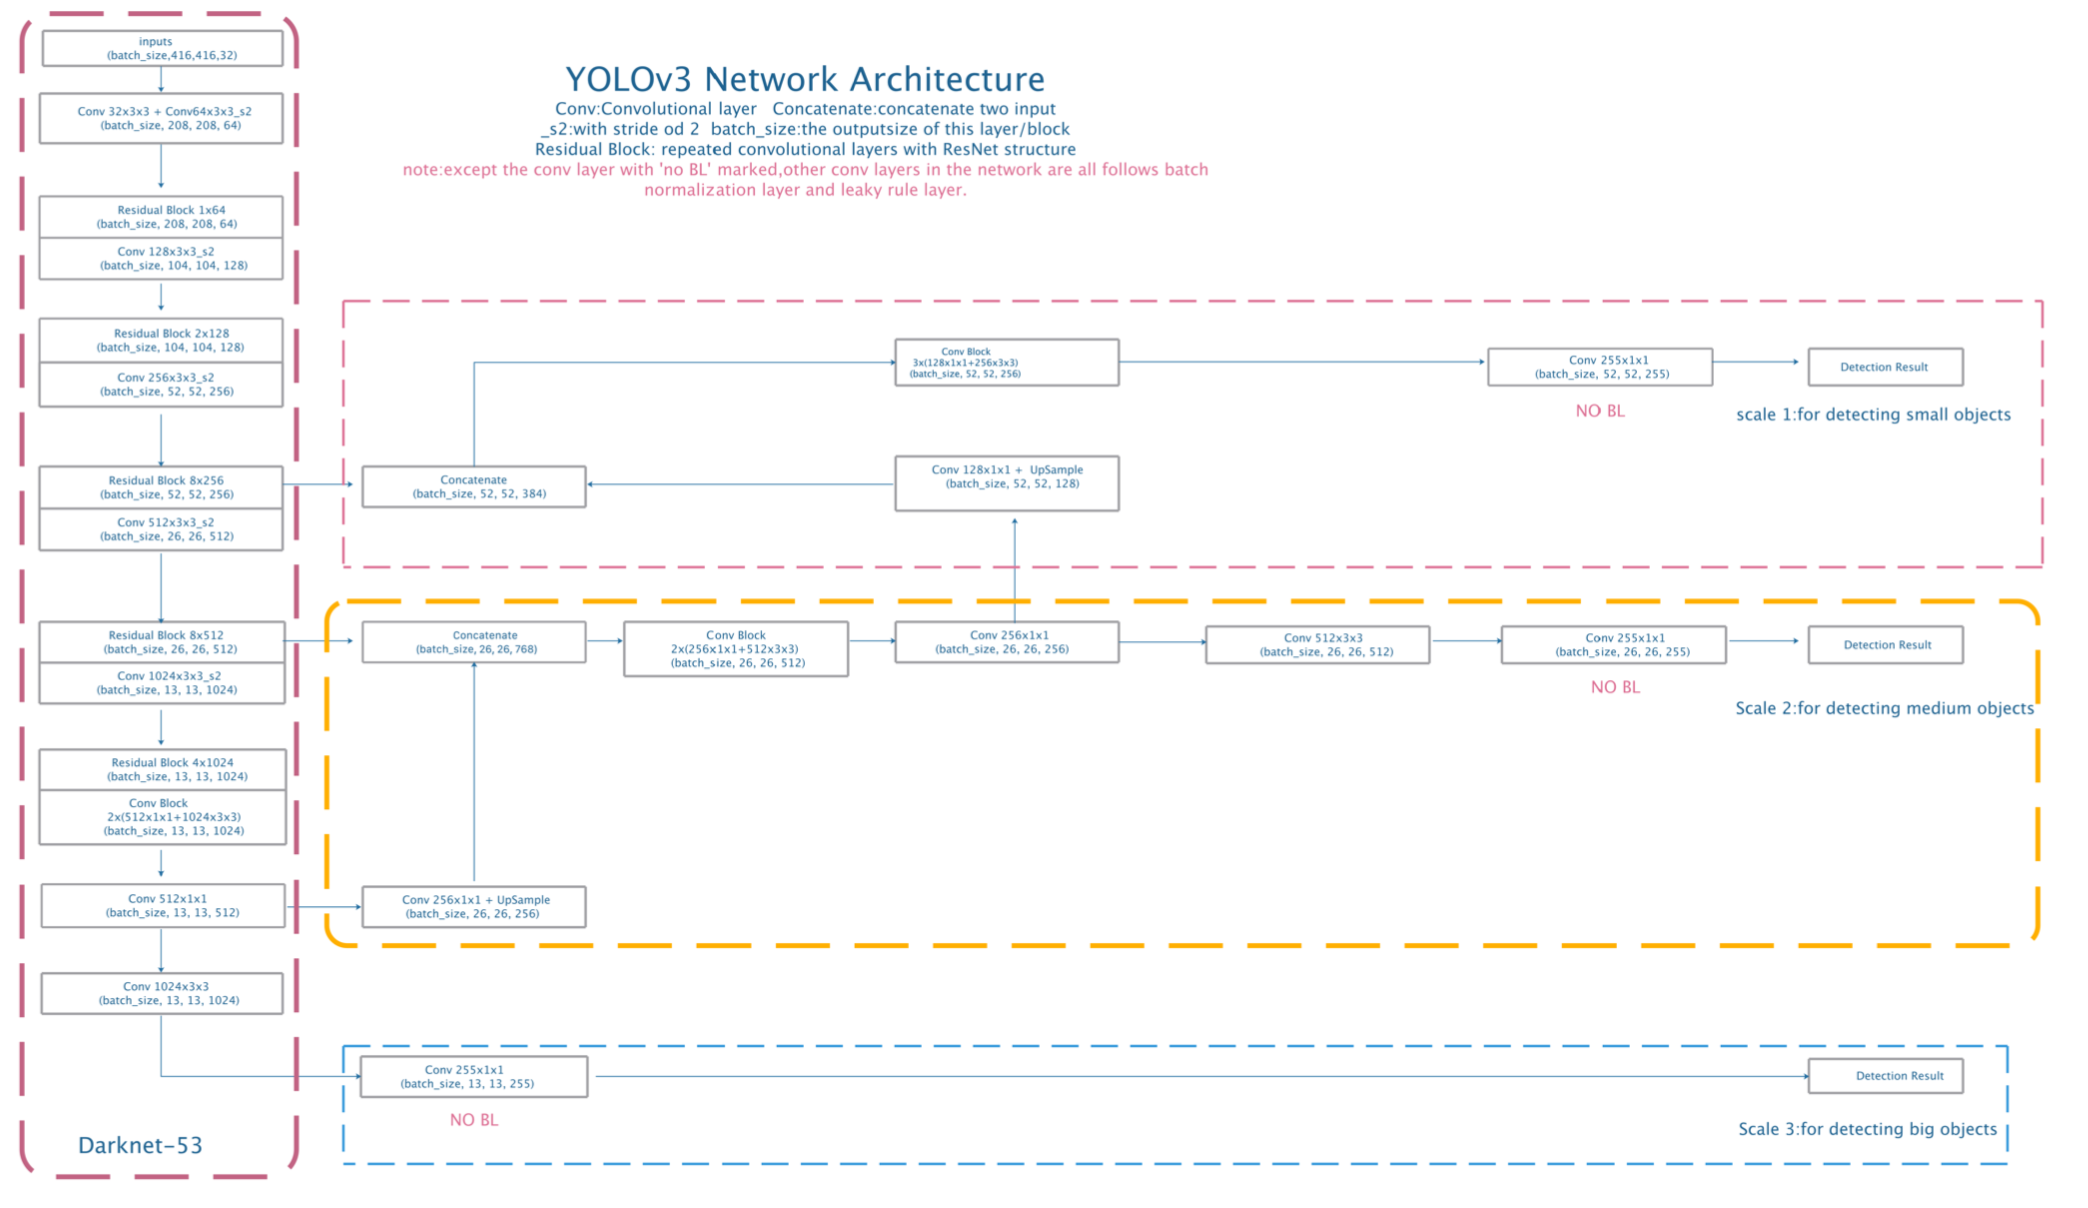 inputs
(batch_size,416,416,32)
Conv 32x3x3 + Conv64x3x3_s2
(batch_size, 208, 208, 64)
Residual Block 1x64
(batch_size, 208, 208, 64)
Conv 128x3x3_s2
(batch_size, 104, 104, 128)
Residual Block 2x128
(batch_size, 104, 104, 128)
Conv 256x3x3_s2
(batch_size, 52, 52, 256)
Residual Block 8x256
(batch_size, 52, 52, 256)
Conv 512x3x3_s2
(batch_size, 26, 26, 512)
Residual Block 8x512
(batch_size, 26, 26, 512)
Conv 1024x3x3_s2
(batch_size, 13, 13, 1024)
Residual Block 4x1024
(batch_size, 13, 13, 1024)
Conv Block
2x(512x1x1+1024x3x3)
(batch_size, 13, 13, 1024)
Conv 512x1x1
(batch_size, 13, 13, 512)
Conv 1024x3x3
(batch_size, 13, 13, 1024)
Darknet-53
YOLOv3 Network Architecture
Conv:Convolutional layer Concatenate:concatenate two input
_s2:with stride od 2 batch_size:the outputsize of this layer/block
Residual Block: repeated convolutional layers with ResNet structure
note:except the conv layer with 'no BL' marked,other conv layers in the network are all follows batch
normalization layer and leaky rule layer.
Conv Block
3x(128x1x1+256x3x3)
(batch_size, 52, 52, 256)
Conv 255x1x1
(batch_size, 52, 52, 255)
NO BL
Detection Result
scale 1:for detecting small objects
Concatenate
(batch_size, 52, 52, 384)
Conv 128x1x1 + UpSample
(batch_size, 52, 52, 128)
Concatenate
(batch_size, 26, 26, 768)
Conv Block
2x(256x1x1+512x3x3)
(batch_size, 26, 26, 512)
Conv 256x1x1
(batch_size, 26, 26, 256)
Conv 512x3x3
(batch_size, 26, 26, 512)
Conv 255x1x1
(batch_size, 26, 26, 255)
NO BL
Detection Result
Scale 2:for detecting medium objects
Conv 256x1x1 + UpSample
(batch_size, 26, 26, 256)
Conv 255x1x1
(batch_size, 13, 13, 255)
NO BL
Detection Result
Scale 3:for detecting big objects